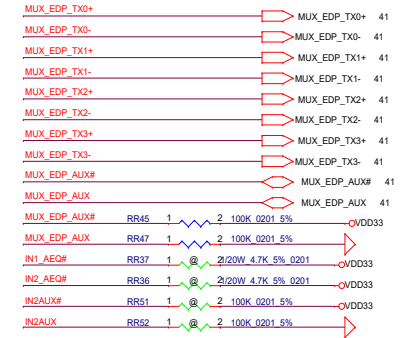 MUX_EDP_TX0+ MUX_EDP_TX0+ 41
MUX_EDP_TX0- MUX_EDP_TX0- 41
MUX_EDP_TX1+ MUX_EDP_TX1+ 41
MUX_EDP_TX1- MUX_EDP_TX1- 41
MUX_EDP_TX2+ MUX_EDP_TX2+ 41
MUX_EDP_TX2- MUX_EDP_TX2- 41
MUX_EDP_TX3+ MUX_EDP_TX3+ 41
MUX_EDP_TX3- MUX_EDP_TX3- 41
MUX_EDP_AUX# MUX_EDP_AUX# 41
MUX_EDP_AUX MUX_EDP_AUX 41
MUX_EDP_AUX# RR45 1 2 100K_0201_5% VDD33
MUX_EDP_AUX RR47 1 2 100K_0201_5%
IN1_AEQ# RR37 1 @ 2 1/20W_4.7K_5%_0201 VDD33
IN2_AEQ# RR36 1 @ 2 1/20W_4.7K_5%_0201 VDD33
IN2AUX# RR51 1 @ 2 100K_0201_5% VDD33
IN2AUX RR52 1 @ 2 100K_0201_5%